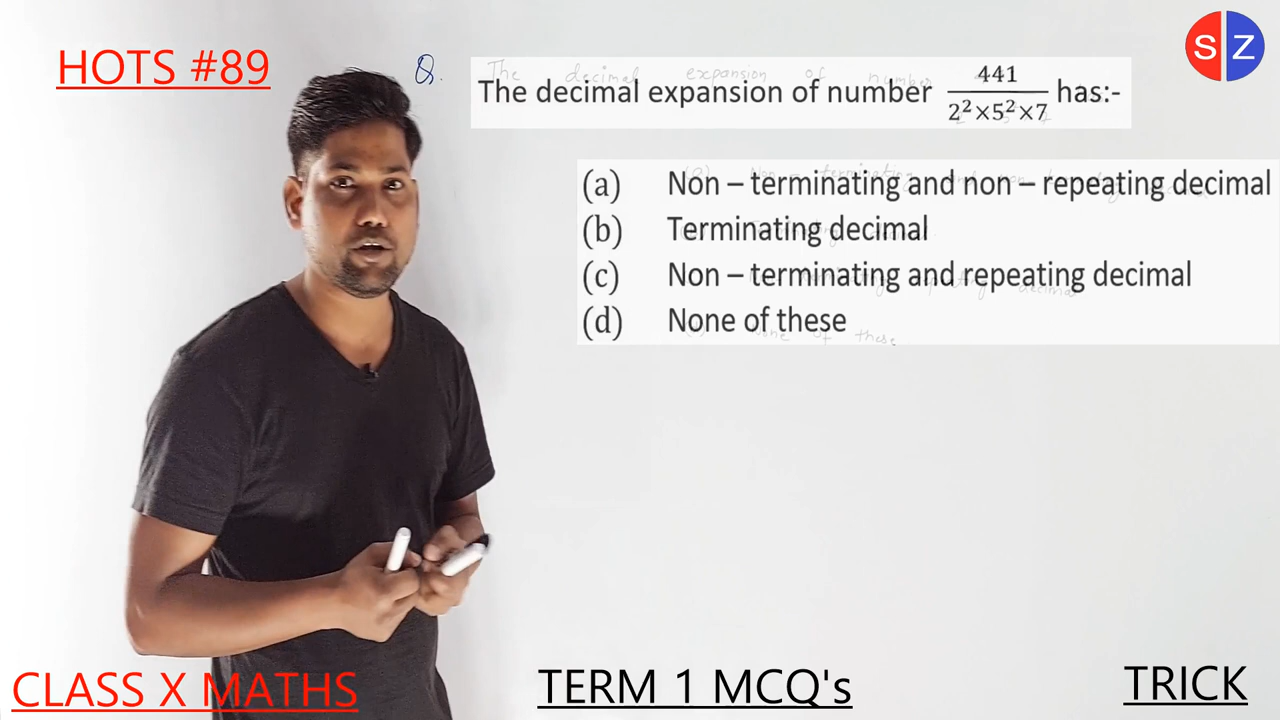 HOTS #89
S Z
Q.
The decimal expansion of number 441/2²×5²×7 has:-
(a) Non – terminating and non – repeating decimal
(b) Terminating decimal
(c) Non – terminating and repeating decimal
(d) None of these
CLASS X MATHS
TERM 1 MCQ's
TRICK